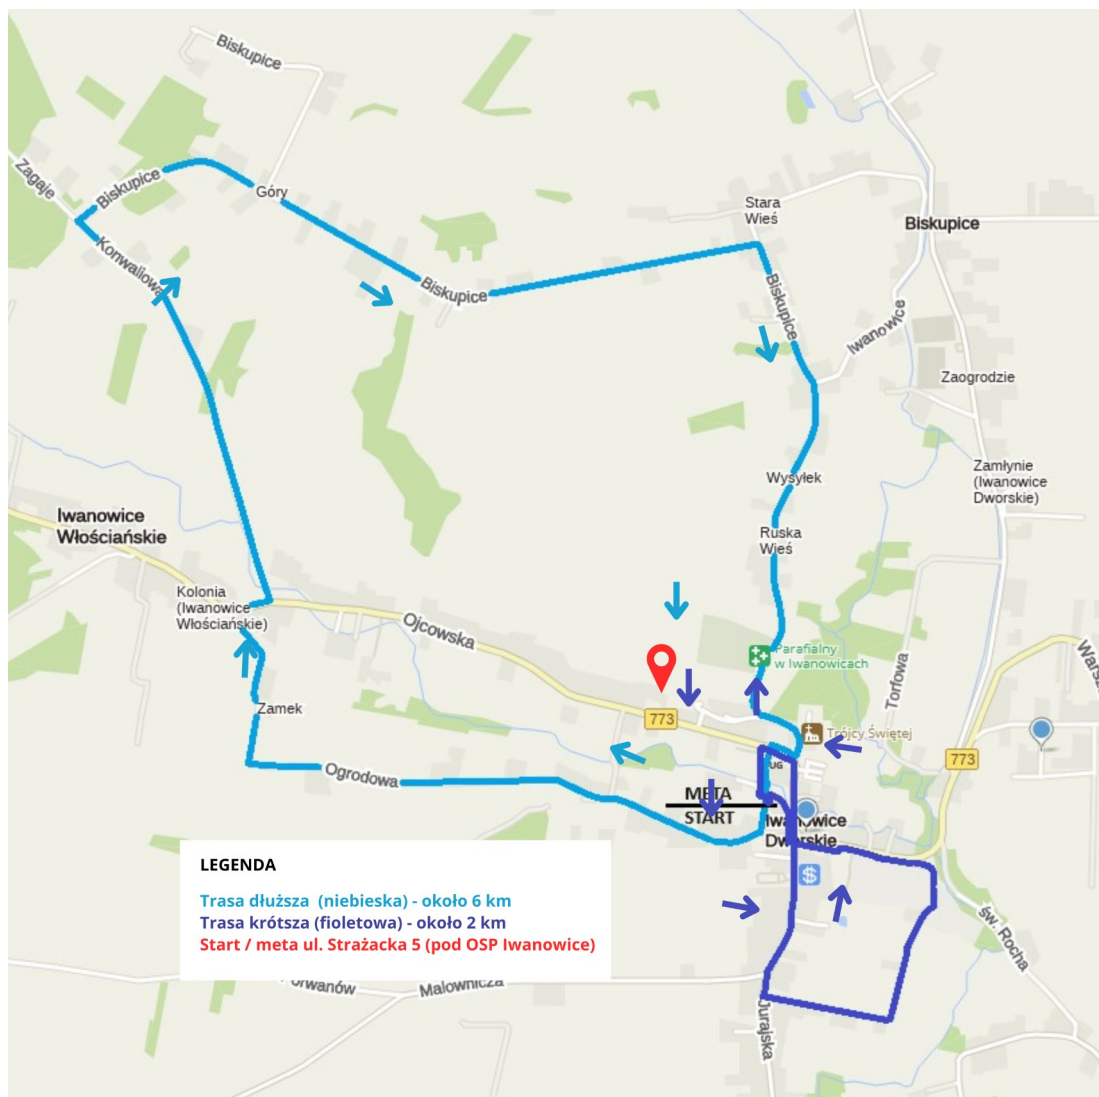 Biskupice
Zagaje
Biskupice
Góry
Stara
Wieś
Biskupice
Konwaliowa
Biskupice
Biskupice
Iwanowice
Zaogrodzie
Wysyłek
Zamłynie
(Iwanowice
Dworskie)
Iwanowice
Włościańskie
Ruska
Wieś
Kolonia
(Iwanowice
Włościańskie)
Ojcowska
Parafialny
w Iwanowicach
Torfowa
Zamek
773
Trójcy Świętej
773
UG
Ogrodowa
META
START
Iwanowice
Dworskie
$
LEGENDA
Trasa dłuższa (niebieska) - około 6 km
Trasa krótsza (fioletowa) - około 2 km
Start / meta ul. Strażacka 5 (pod OSP Iwanowice)
św. Rocha
Malownicza
Jurajska